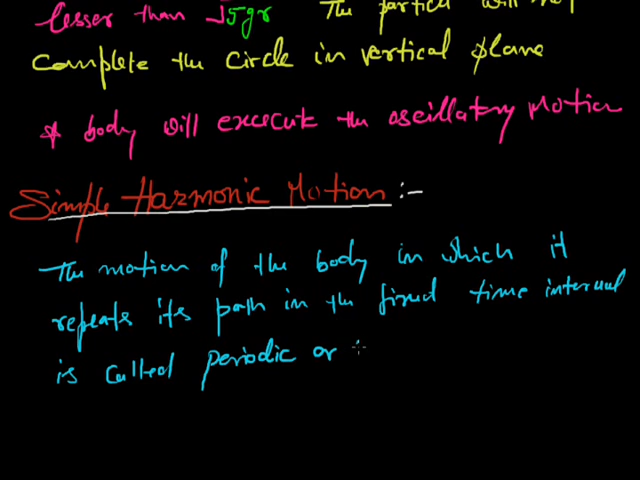 lesser than √5gr The particl will not
Complete the circle in vertical plane
* body will execute the oscillatory Motion
Simple Harmonic Motion :-
The motion of the body in which it
repeats its path in the fixed time interval
is called periodic or